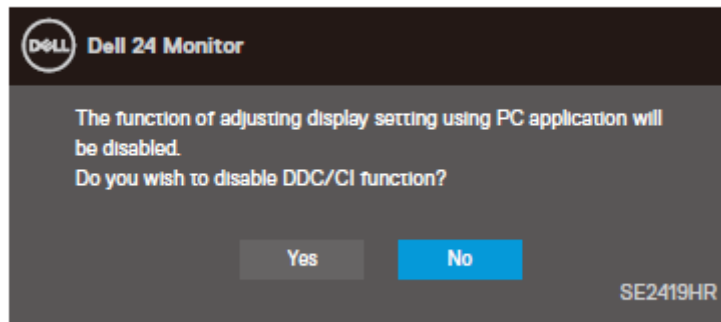 DELL Dell 24 Monitor
The function of adjusting display setting using PC application will
be disabled.
Do you wish to disable DDC/CI function?
Yes No
SE2419HR